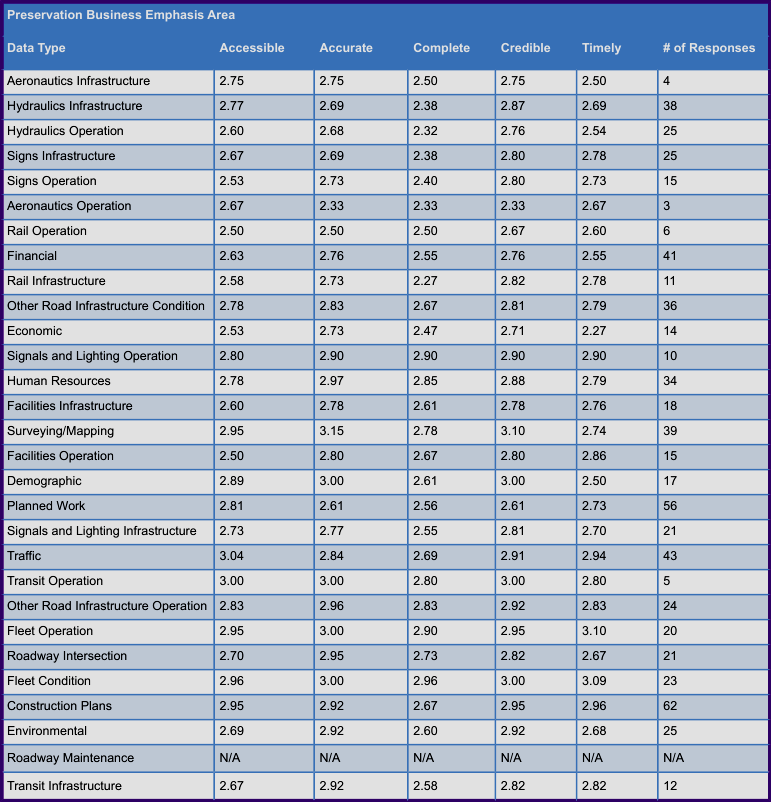 Preservation Business Emphasis Area
Data Type Accessible Accurate Complete Credible Timely # of Responses
Aeronautics Infrastructure 2.75 2.75 2.50 2.75 2.50 4
Hydraulics Infrastructure 2.77 2.69 2.38 2.87 2.69 38
Hydraulics Operation 2.60 2.68 2.32 2.76 2.54 25
Signs Infrastructure 2.67 2.69 2.38 2.80 2.78 25
Signs Operation 2.53 2.73 2.40 2.80 2.73 15
Aeronautics Operation 2.67 2.33 2.33 2.33 2.67 3
Rail Operation 2.50 2.50 2.50 2.67 2.60 6
Financial 2.63 2.76 2.55 2.76 2.55 41
Rail Infrastructure 2.58 2.73 2.27 2.82 2.78 11
Other Road Infrastructure Condition 2.78 2.83 2.67 2.81 2.79 36
Economic 2.53 2.73 2.47 2.71 2.27 14
Signals and Lighting Operation 2.80 2.90 2.90 2.90 2.90 10
Human Resources 2.78 2.97 2.85 2.88 2.79 34
Facilities Infrastructure 2.60 2.78 2.61 2.78 2.76 18
Surveying/Mapping 2.95 3.15 2.78 3.10 2.74 39
Facilities Operation 2.50 2.80 2.67 2.80 2.86 15
Demographic 2.89 3.00 2.61 3.00 2.50 17
Planned Work 2.81 2.61 2.56 2.61 2.73 56
Signals and Lighting Infrastructure 2.73 2.77 2.55 2.81 2.70 21
Traffic 3.04 2.84 2.69 2.91 2.94 43
Transit Operation 3.00 3.00 2.80 3.00 2.80 5
Other Road Infrastructure Operation 2.83 2.96 2.83 2.92 2.83 24
Fleet Operation 2.95 3.00 2.90 2.95 3.10 20
Roadway Intersection 2.70 2.95 2.73 2.82 2.67 21
Fleet Condition 2.96 3.00 2.96 3.00 3.09 23
Construction Plans 2.95 2.92 2.67 2.95 2.96 62
Environmental 2.69 2.92 2.60 2.92 2.68 25
Roadway Maintenance N/A N/A N/A N/A N/A N/A
Transit Infrastructure 2.67 2.92 2.58 2.82 2.82 12